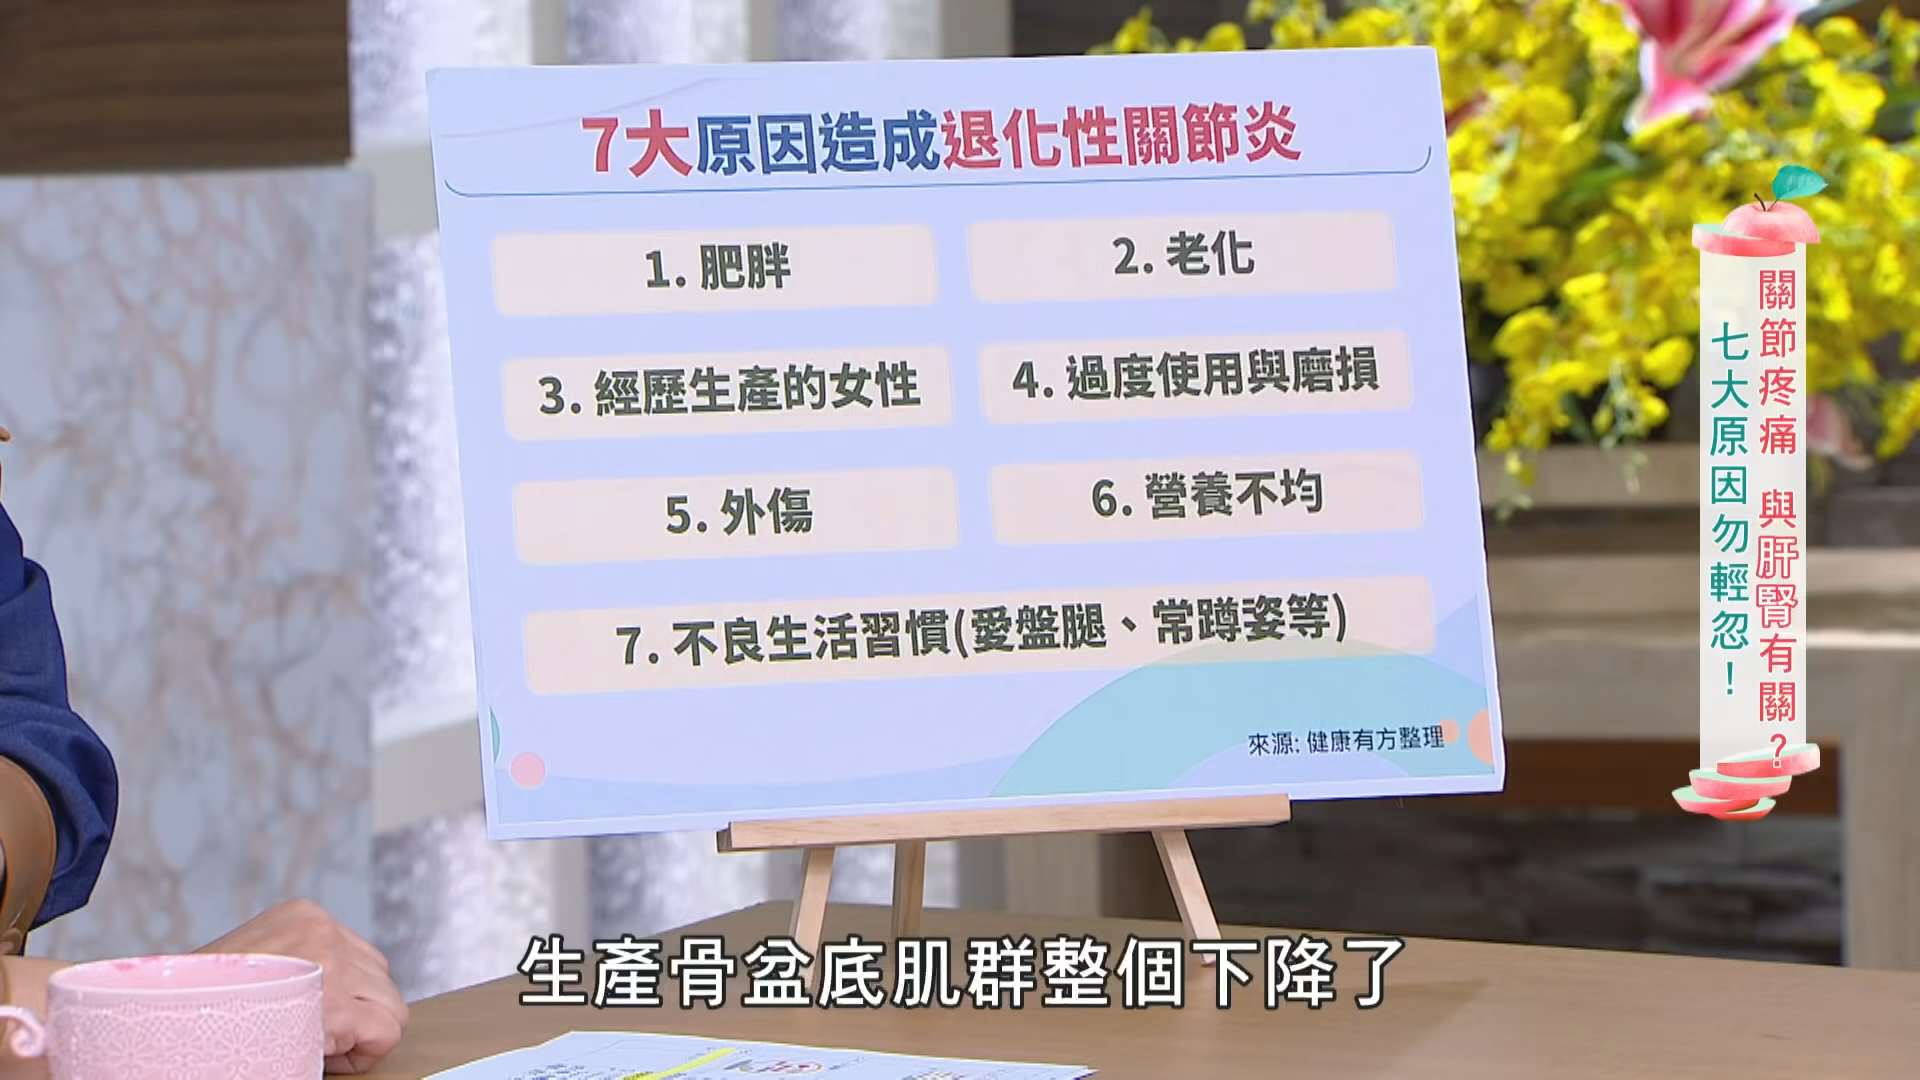 7大原因造成退化性關節炎
1. 肥胖
2. 老化
3. 經歷生產的女性
4. 過度使用與磨損
5. 外傷
6. 營養不均
7. 不良生活習慣(愛盤腿、常蹲姿等)
來源: 健康有方整理
關節疼痛 與肝腎有關?
七大原因勿輕忽!
生產骨盆底肌群整個下降了